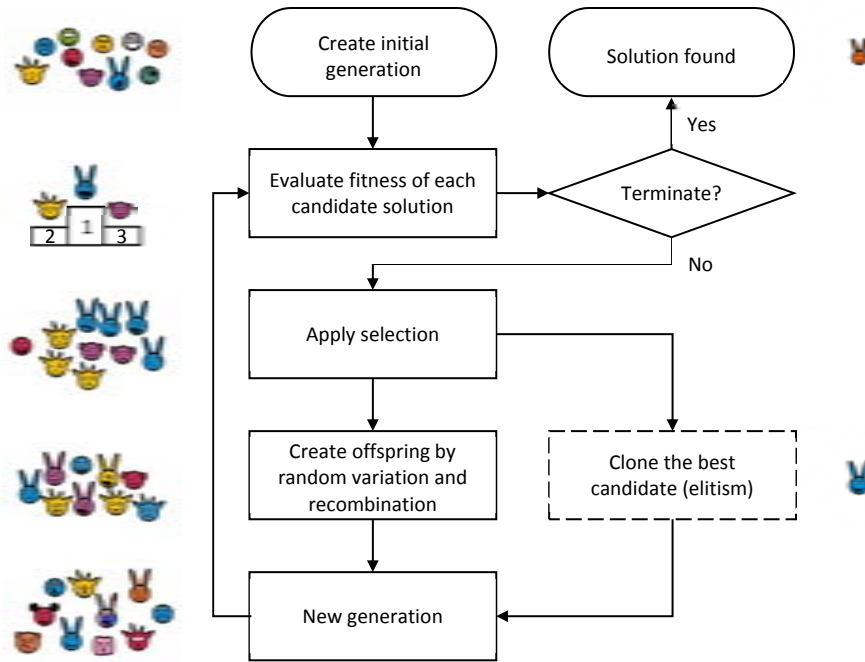 Create initial
generation
Solution found
Yes
Evaluate fitness of each
candidate solution
Terminate?
1
2
3
No
Apply selection
Create offspring by
random variation and
recombination
Clone the best
candidate (elitism)
New generation